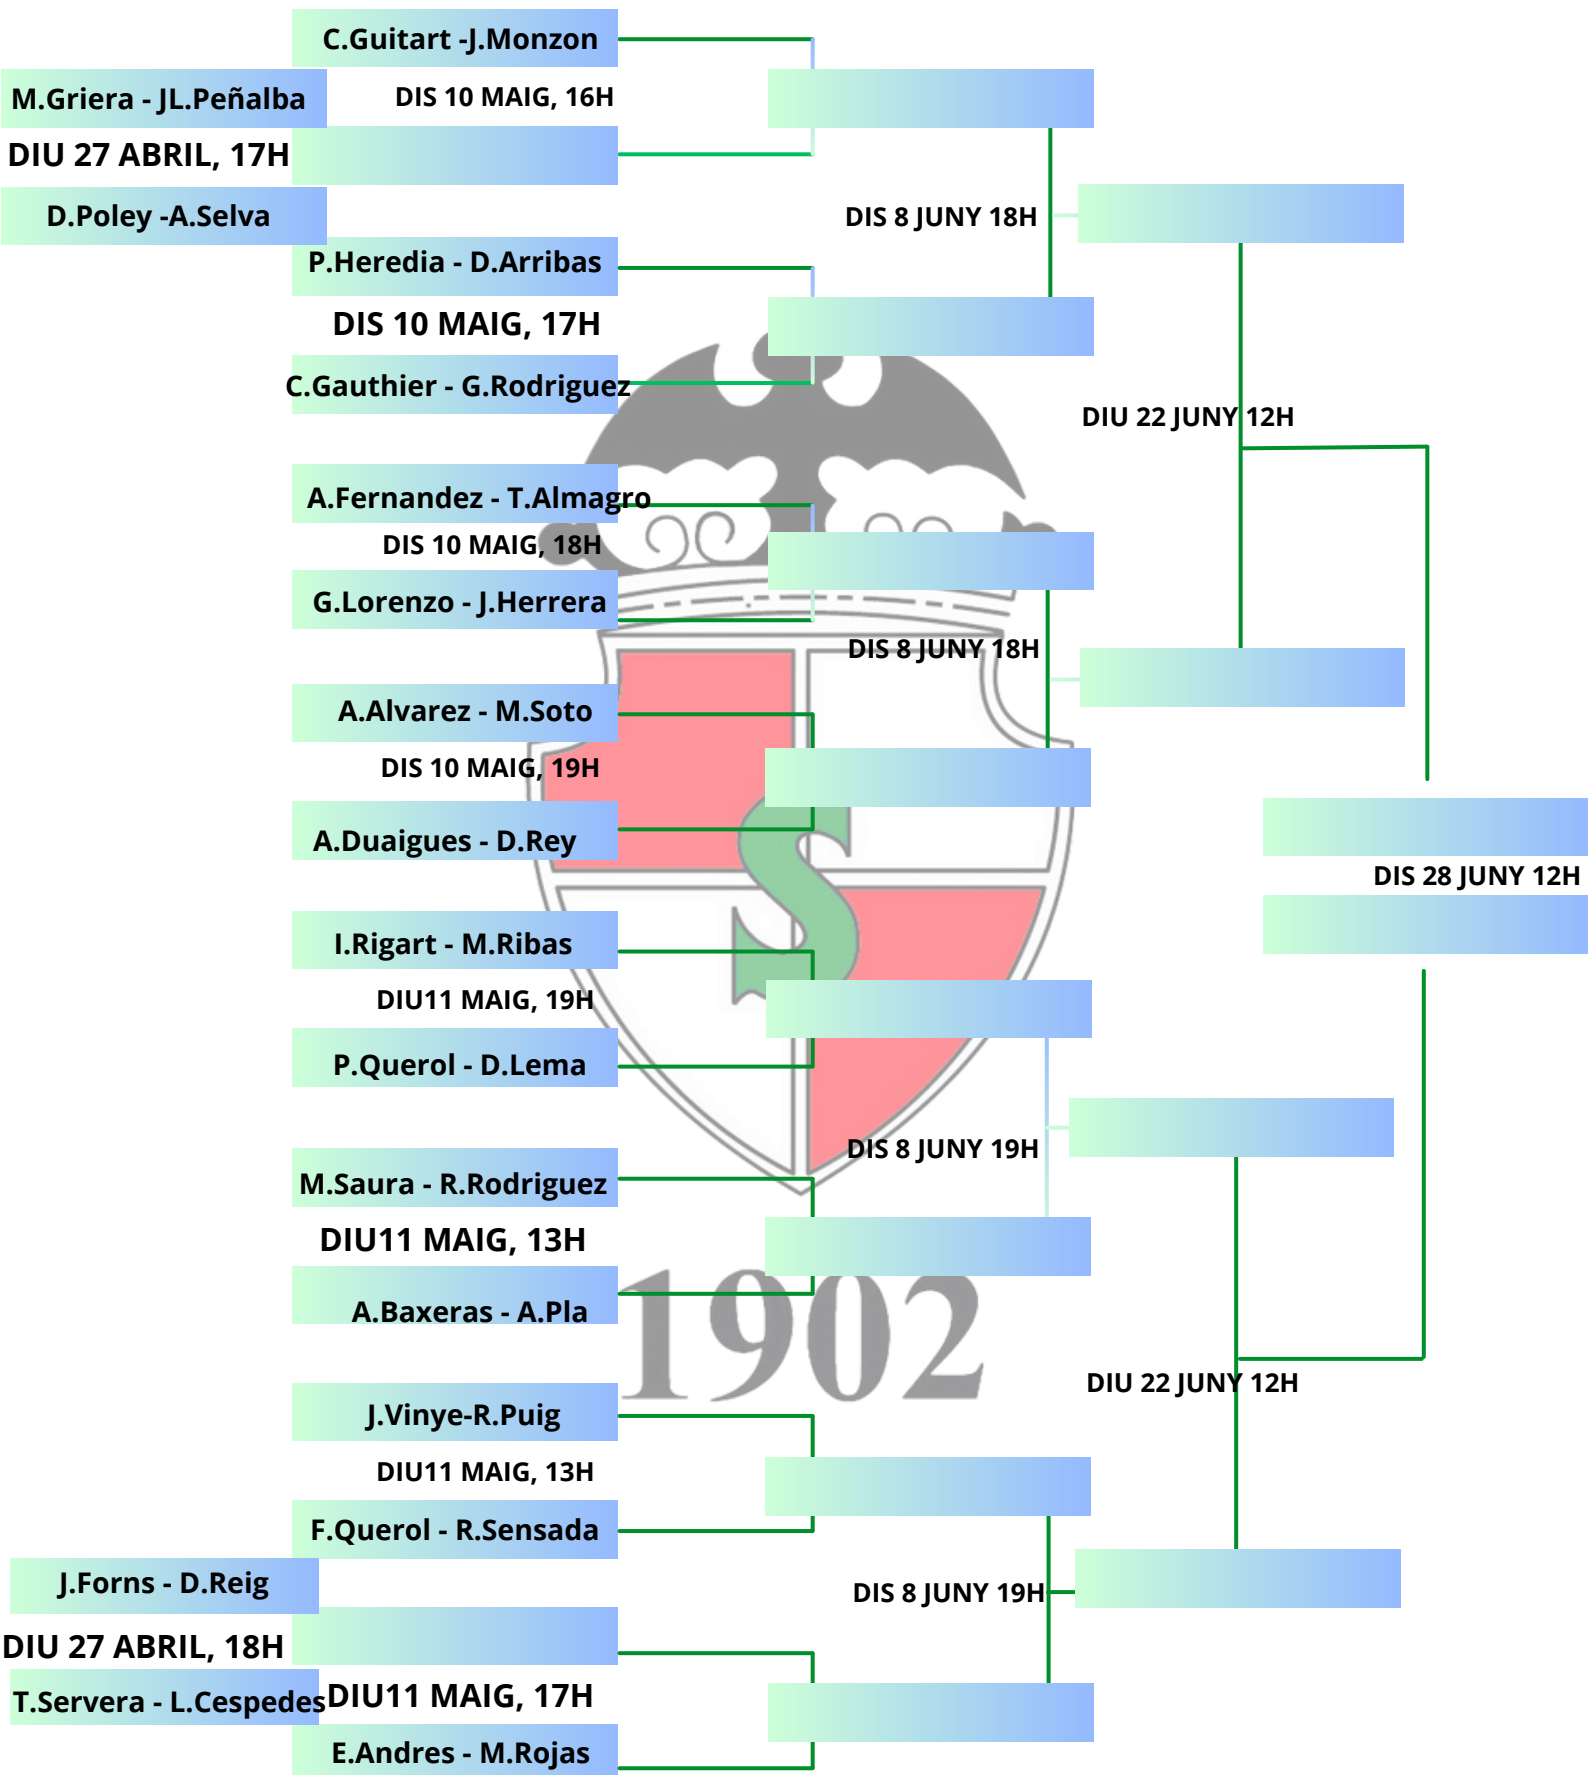 C.Guitart -J.Monzon
M.Griera - JL.Peñalba
DIS 10 MAIG, 16H
DIU 27 ABRIL, 17H
D.Poley -A.Selva
DIS 8 JUNY 18H
P.Heredia - D.Arribas
DIS 10 MAIG, 17H
C.Gauthier - G.Rodriguez
DIU 22 JUNY 12H
A.Fernandez - T.Almagro
DIS 10 MAIG, 18H
G.Lorenzo - J.Herrera
DIS 8 JUNY 18H
A.Alvarez - M.Soto
DIS 10 MAIG, 19H
A.Duaigues - D.Rey
S
DIS 28 JUNY 12H
I.Rigart - M.Ribas
DIU11 MAIG, 19H
P.Querol - D.Lema
DIS 8 JUNY 19H
M.Saura - R.Rodriguez
DIU11 MAIG, 13H
A.Baxeras - A.Pla
1902
DIU 22 JUNY 12H
J.Vinye-R.Puig
DIU11 MAIG, 13H
F.Querol - R.Sensada
J.Forns - D.Reig
DIS 8 JUNY 19H
DIU 27 ABRIL, 18H
T.Servera - L.Cespedes
DIU11 MAIG, 17H
E.Andres - M.Rojas